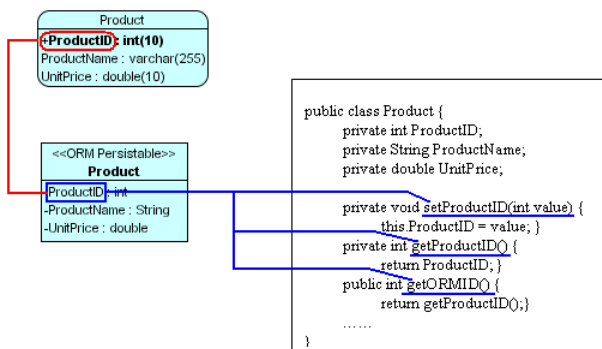 Product
+ProductID : int(10)
ProductName : varchar(255)
UnitPrice : double(10)
<<ORM Persistable>>
Product
-ProductID : int
-ProductName : String
-UnitPrice : double
public class Product {
private int ProductID;
private String ProductName;
private double UnitPrice;
private void setProductID(int value) {
this.ProductID = value; }
private int getProductID() {
return ProductID; }
public int getORMID() {
return getProductID();}
……
}